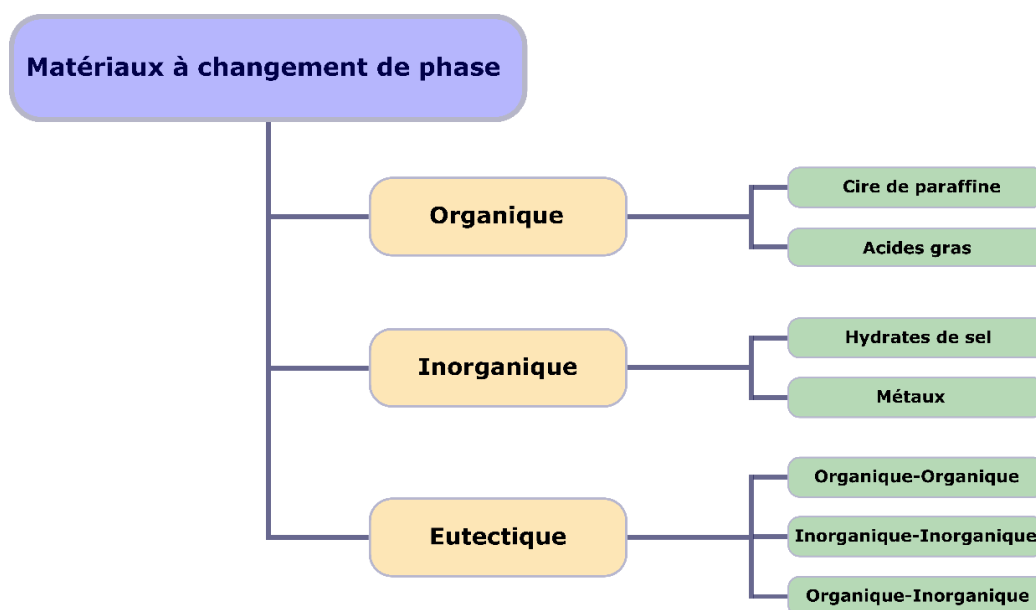 Matériaux à changement de phase
Organique
Cire de paraffine
Acides gras
Inorganique
Hydrates de sel
Métaux
Eutectique
Organique-Organique
Inorganique-Inorganique
Organique-Inorganique